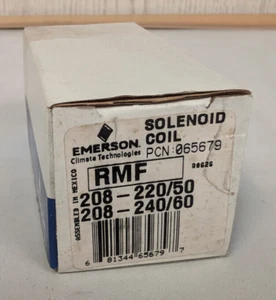 SOLENOID
COIL
EMERSON.
Climate Technologies
PCN:065679
RMF
208-220/50
208-240/60
ASSEMBLED IN MEXICO
6 81344 65679 7